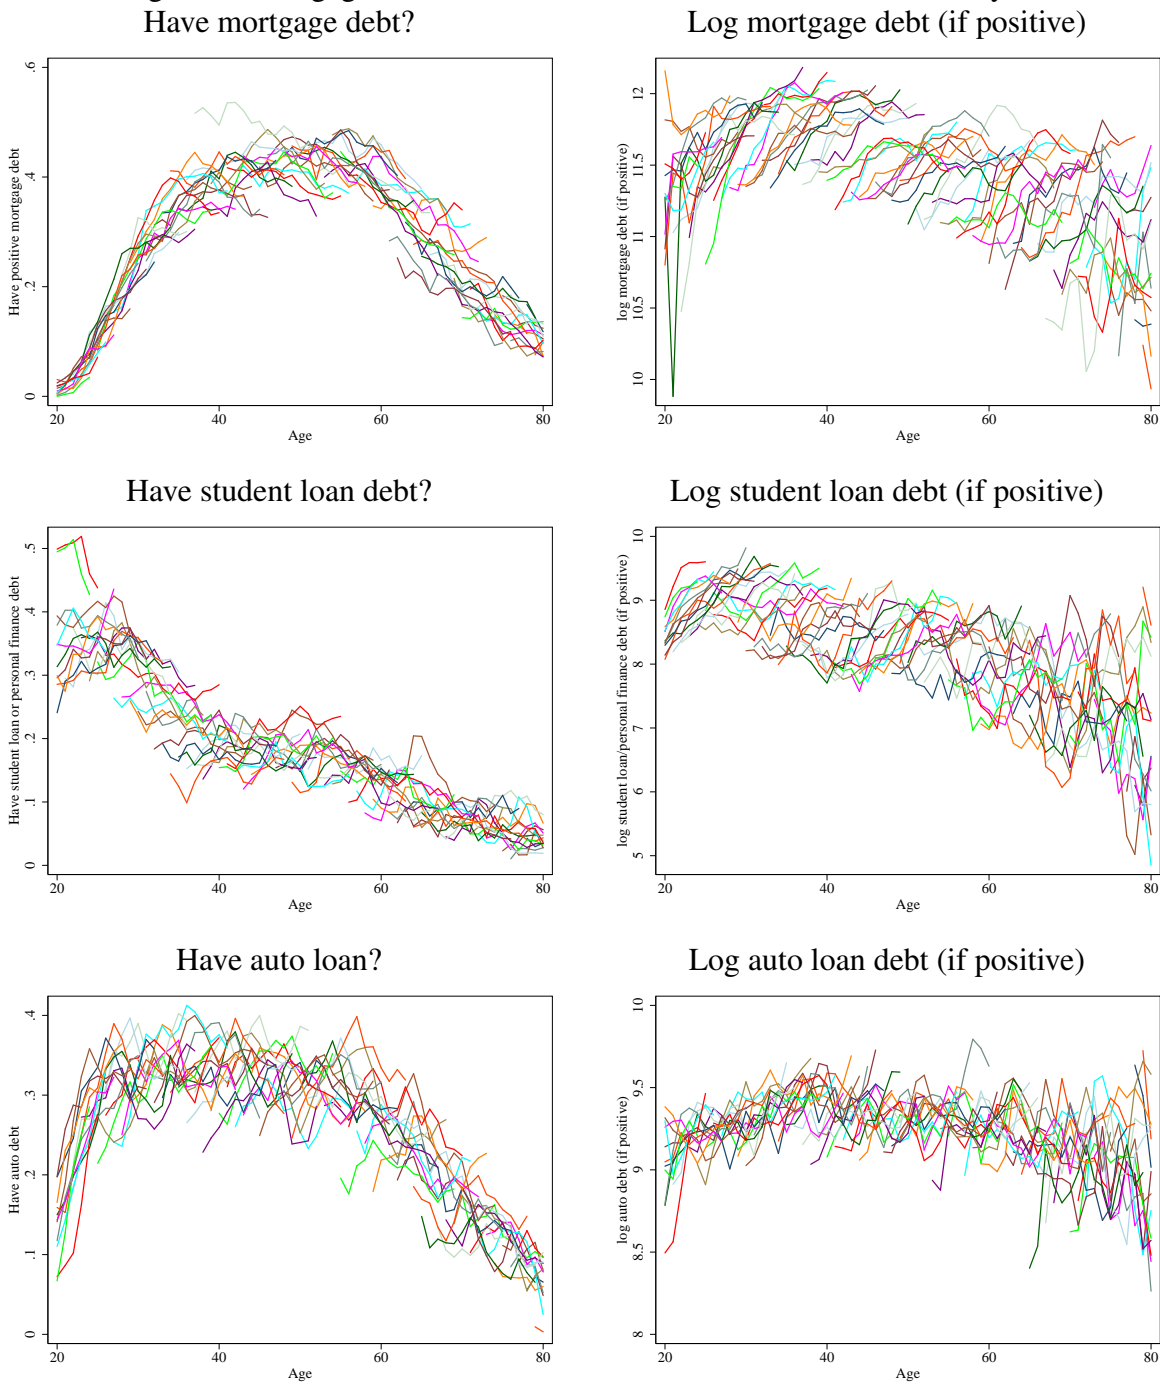 Have mortgage debt?
Have positive mortgage debt
.6
.4
.2
0
20 40 60 80
Age
Log mortgage debt (if positive)
log mortgage debt (if positive)
12
11.5
11
10.5
10
20 40 60 80
Age
Have student loan debt?
Have student loan or personal finance debt
.5
.4
.3
.2
.1
0
20 40 60 80
Age
Log student loan debt (if positive)
log student loan/personal finance debt (if positive)
10
9
8
7
6
5
20 40 60 80
Age
Have auto loan?
Have auto debt
.4
.3
.2
.1
0
20 40 60 80
Age
Log auto loan debt (if positive)
log auto debt (if positive)
10
9.5
9
8.5
8
20 40 60 80
Age